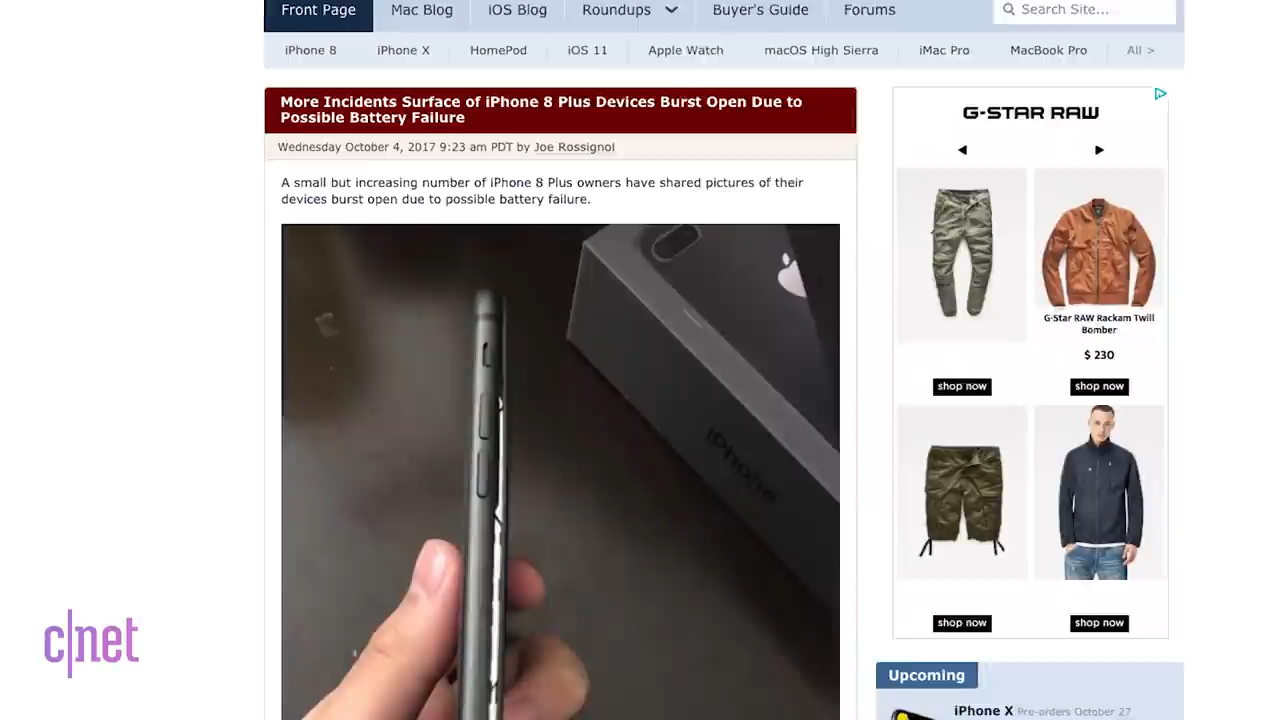 Front Page Mac Blog iOS Blog Roundups Buyer's Guide Forums Search Site...
iPhone 8 iPhone X HomePod iOS 11 Apple Watch macOS High Sierra iMac Pro MacBook Pro All >
More Incidents Surface of iPhone 8 Plus Devices Burst Open Due to
Possible Battery Failure
Wednesday October 4, 2017 9:23 am PDT by Joe Rossignol
A small but increasing number of iPhone 8 Plus owners have shared pictures of their
devices burst open due to possible battery failure.
iPhone
G-STAR RAW
G-Star RAW Rackam Twill
Bomber
$ 230
shop now shop now
shop now shop now
Upcoming
iPhone X Pre-orders October 27
c|net